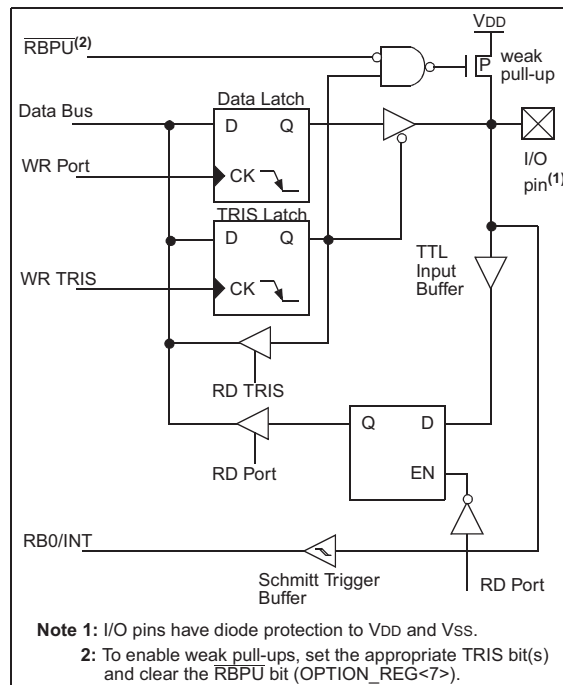 VDD
RBPU(2)
P
weak
pull-up
Data Bus
Data Latch
D Q
I/O
pin(1)
WR Port
CK
TRIS Latch
D Q
TTL
Input
Buffer
WR TRIS
CK
RD TRIS
Q D
RD Port
EN
RB0/INT
Schmitt Trigger
Buffer
RD Port
Note 1: I/O pins have diode protection to VDD and VSS.
2: To enable weak pull-ups, set the appropriate TRIS bit(s)
and clear the RBPU bit (OPTION_REG<7>).